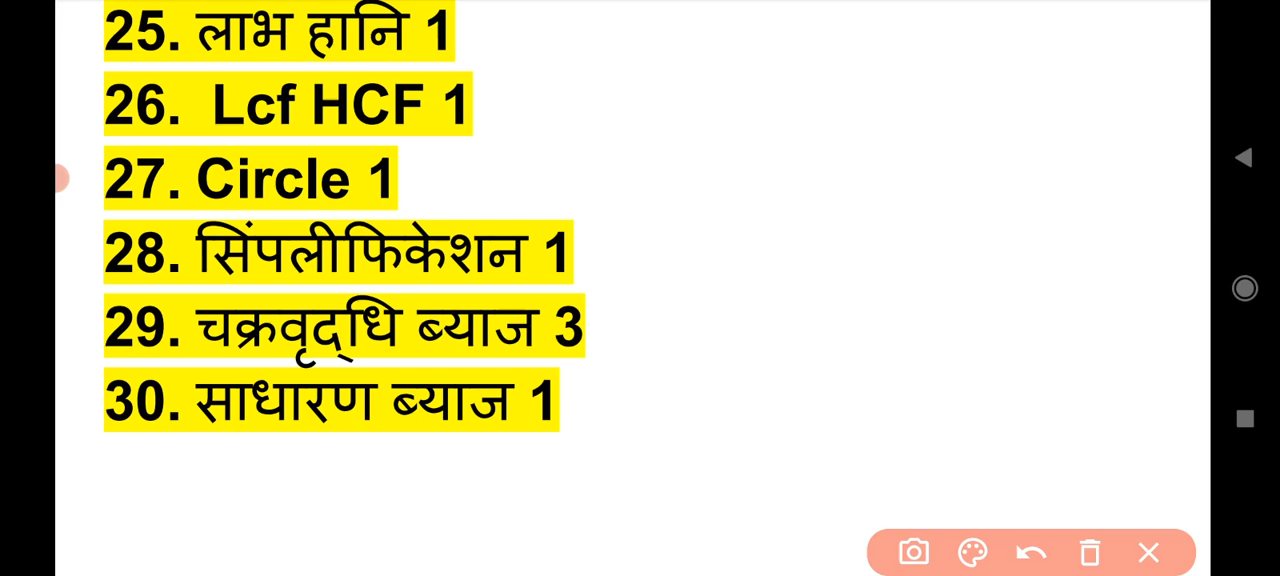 25. लाभ हानि 1
26. Lcf HCF 1
27. Circle 1
28. सिंपलीफिकेशन 1
29. चक्रवृद्धि ब्याज 3
30. साधारण ब्याज 1